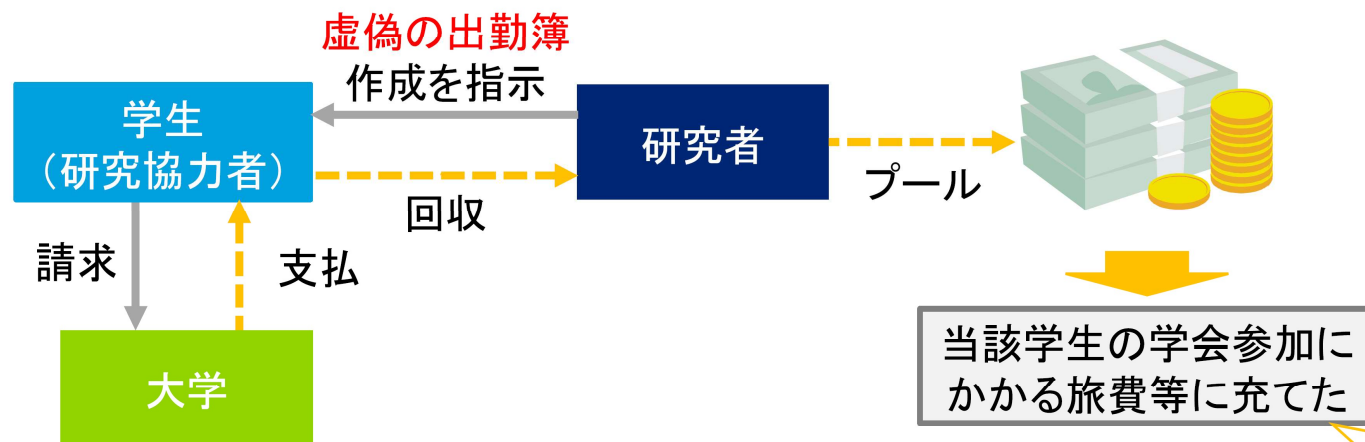 虚偽の出勤簿
作成を指示
学生
（研究協力者）
研究者
プール
回収
請求
支払
大学
当該学生の学会参加に
かかる旅費等に充てた